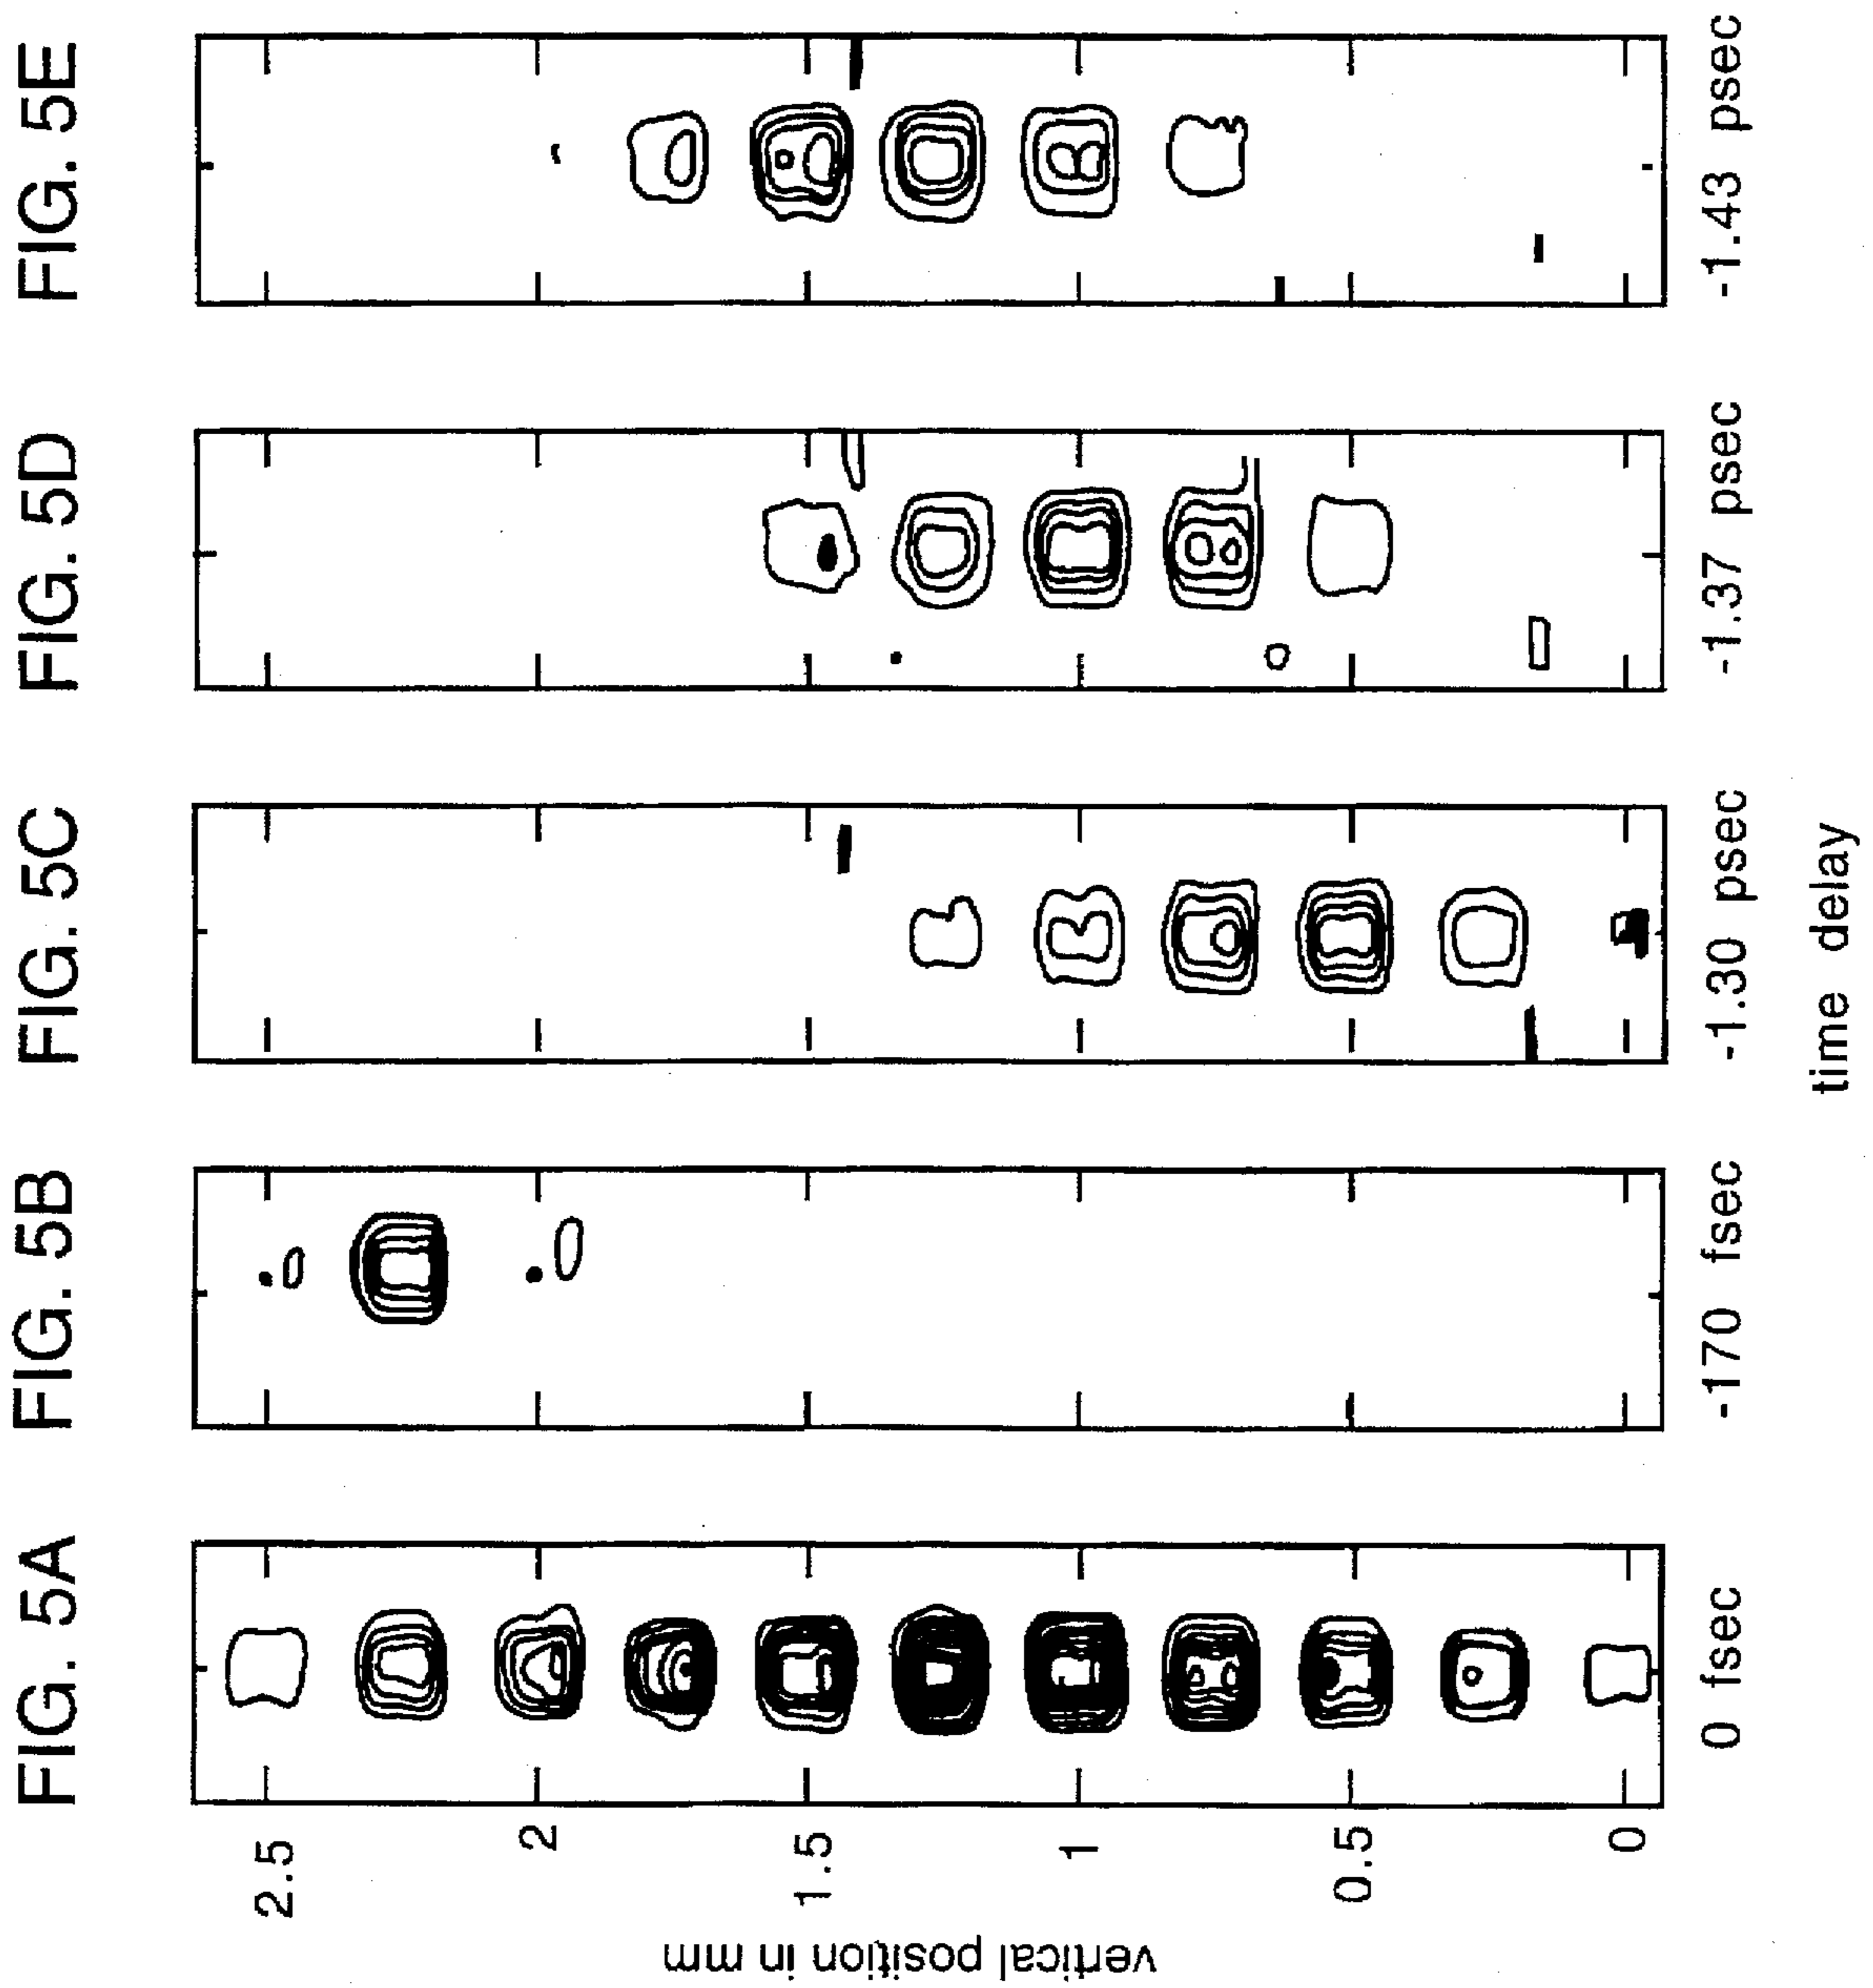 FIG. 5A
FIG. 5B
FIG. 5C
FIG. 5D
FIG. 5E
2.5
2
1.5
1
0.5
0
vertical position in mm
0 fsec
-170 fsec
-1.30 psec
-1.37 psec
-1.43 psec
time delay